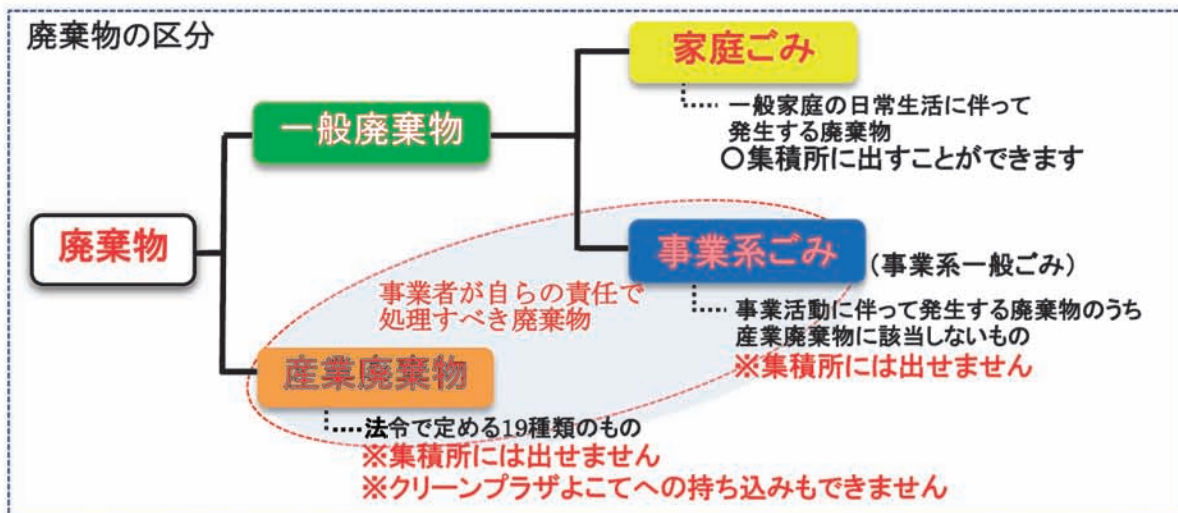 廃棄物の区分
家庭ごみ
一般家庭の日常生活に伴って
発生する廃棄物
○集積所に出すことができます
一般廃棄物
廃棄物
事業系ごみ
(事業系一般ごみ)
事業活動に伴って発生する廃棄物のうち
産業廃棄物に該当しないもの
※集積所には出せません
事業者が自らの責任で
処理すべき廃棄物
産業廃棄物
法令で定める19種類のもの
※集積所には出せません
※クリーンプラザよこてへの持ち込みもできません